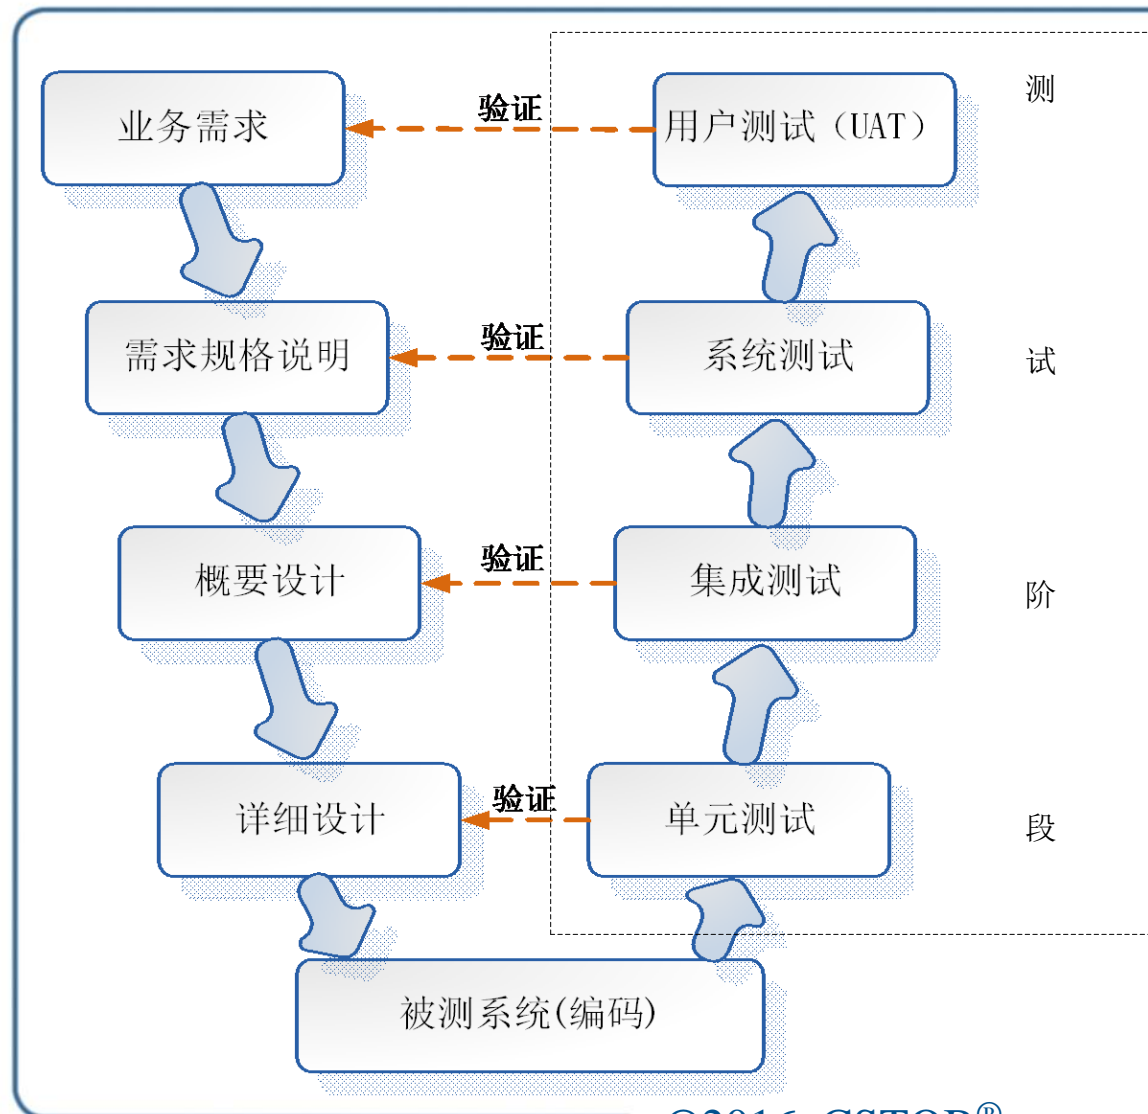 业务需求
验证
用户测试（UAT）
测
需求规格说明
验证
系统测试
试
概要设计
验证
集成测试
阶
详细设计
验证
单元测试
段
被测系统(编码)